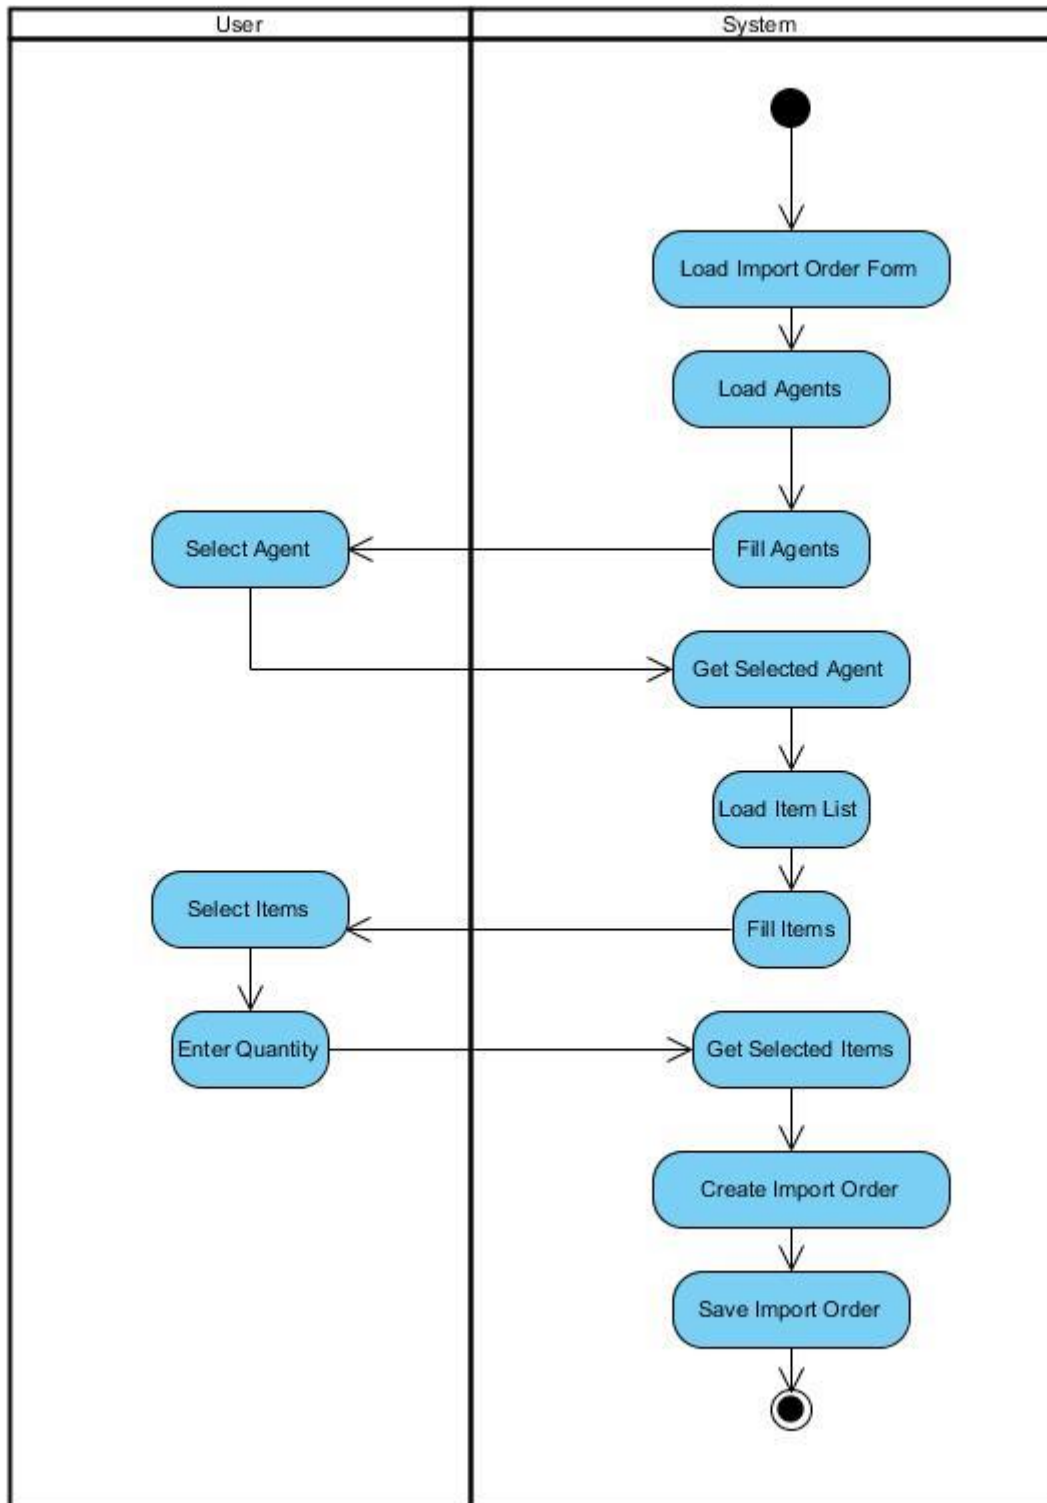 User
System
Load Import Order Form
Load Agents
Select Agent
Fill Agents
Get Selected Agent
Load Item List
Select Items
Fill Items
Enter Quantity
Get Selected Items
Create Import Order
Save Import Order